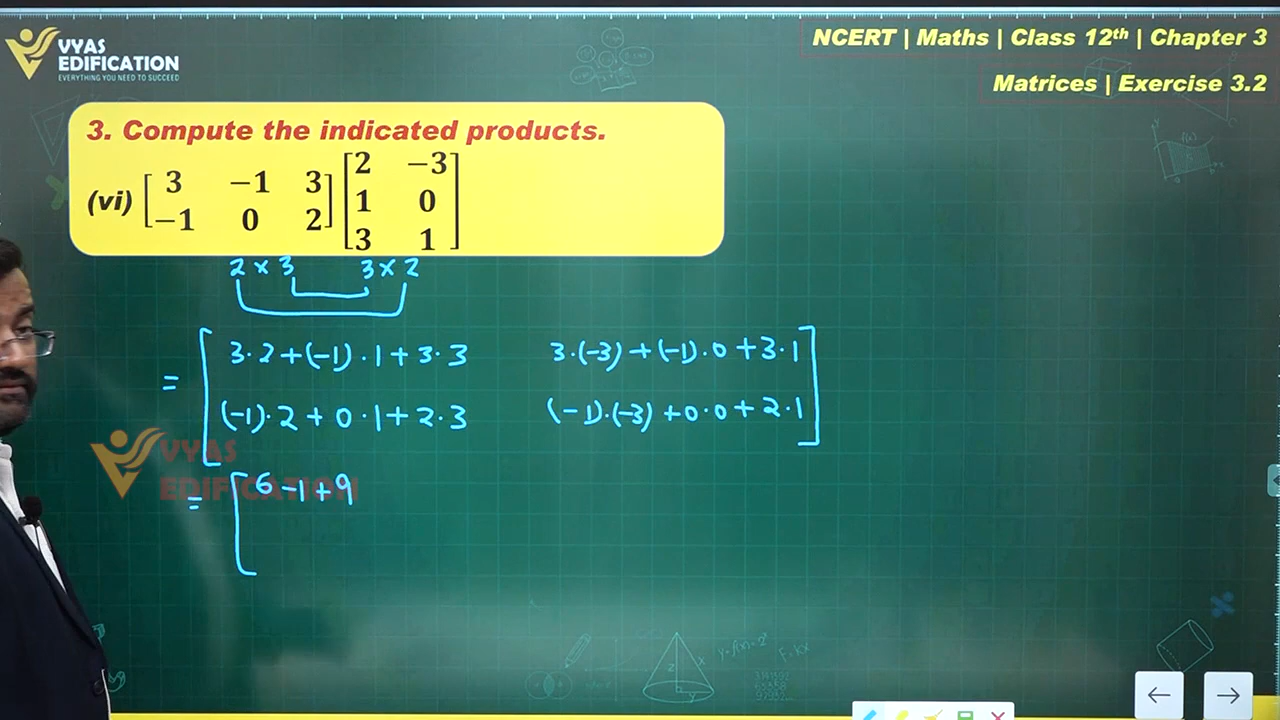 VYAS
EDIFICATION
EVERYTHING YOU NEED TO SUCCEED
NCERT | Maths | Class 12th | Chapter 3
Matrices | Exercise 3.2
3. Compute the indicated products.
(vi) [3 −1 3; −1 0 2] [2 −3; 1 0; 3 1]
2 × 3 3 × 2
= [3·2+(-1)·1+3·3 3·(-3)+(-1)·0+3·1
(-1)·2+0·1+2·3 (-1)·(-3)+0·0+2·1]
VYAS
EDIFICATION
= [6-1+9